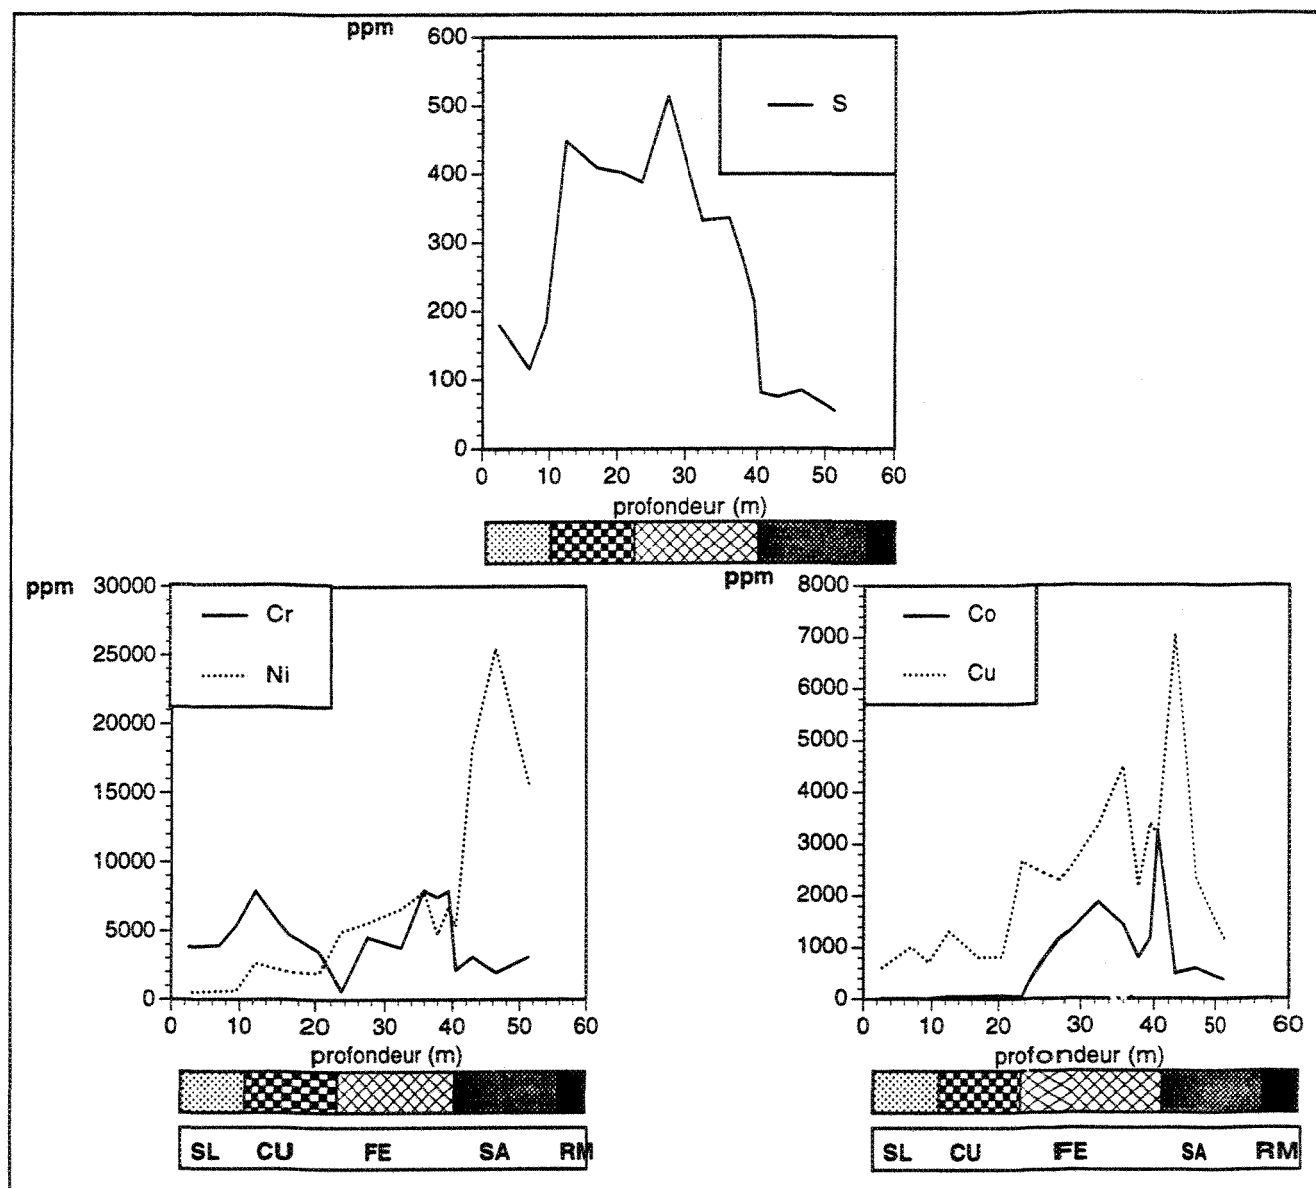 ppm
600
500
400
300
200
100
0
S
0 10 20 30 40 50 60
profondeur (m)
ppm
30000
25000
20000
15000
10000
5000
0
Cr
Ni
0 10 20 30 40 50 60
profondeur (m)
SL CU FE SA RM
ppm
8000
7000
6000
5000
4000
3000
2000
1000
0
Co
Cu
0 10 20 30 40 50 60
profondeur (m)
SL CU FE SA RM